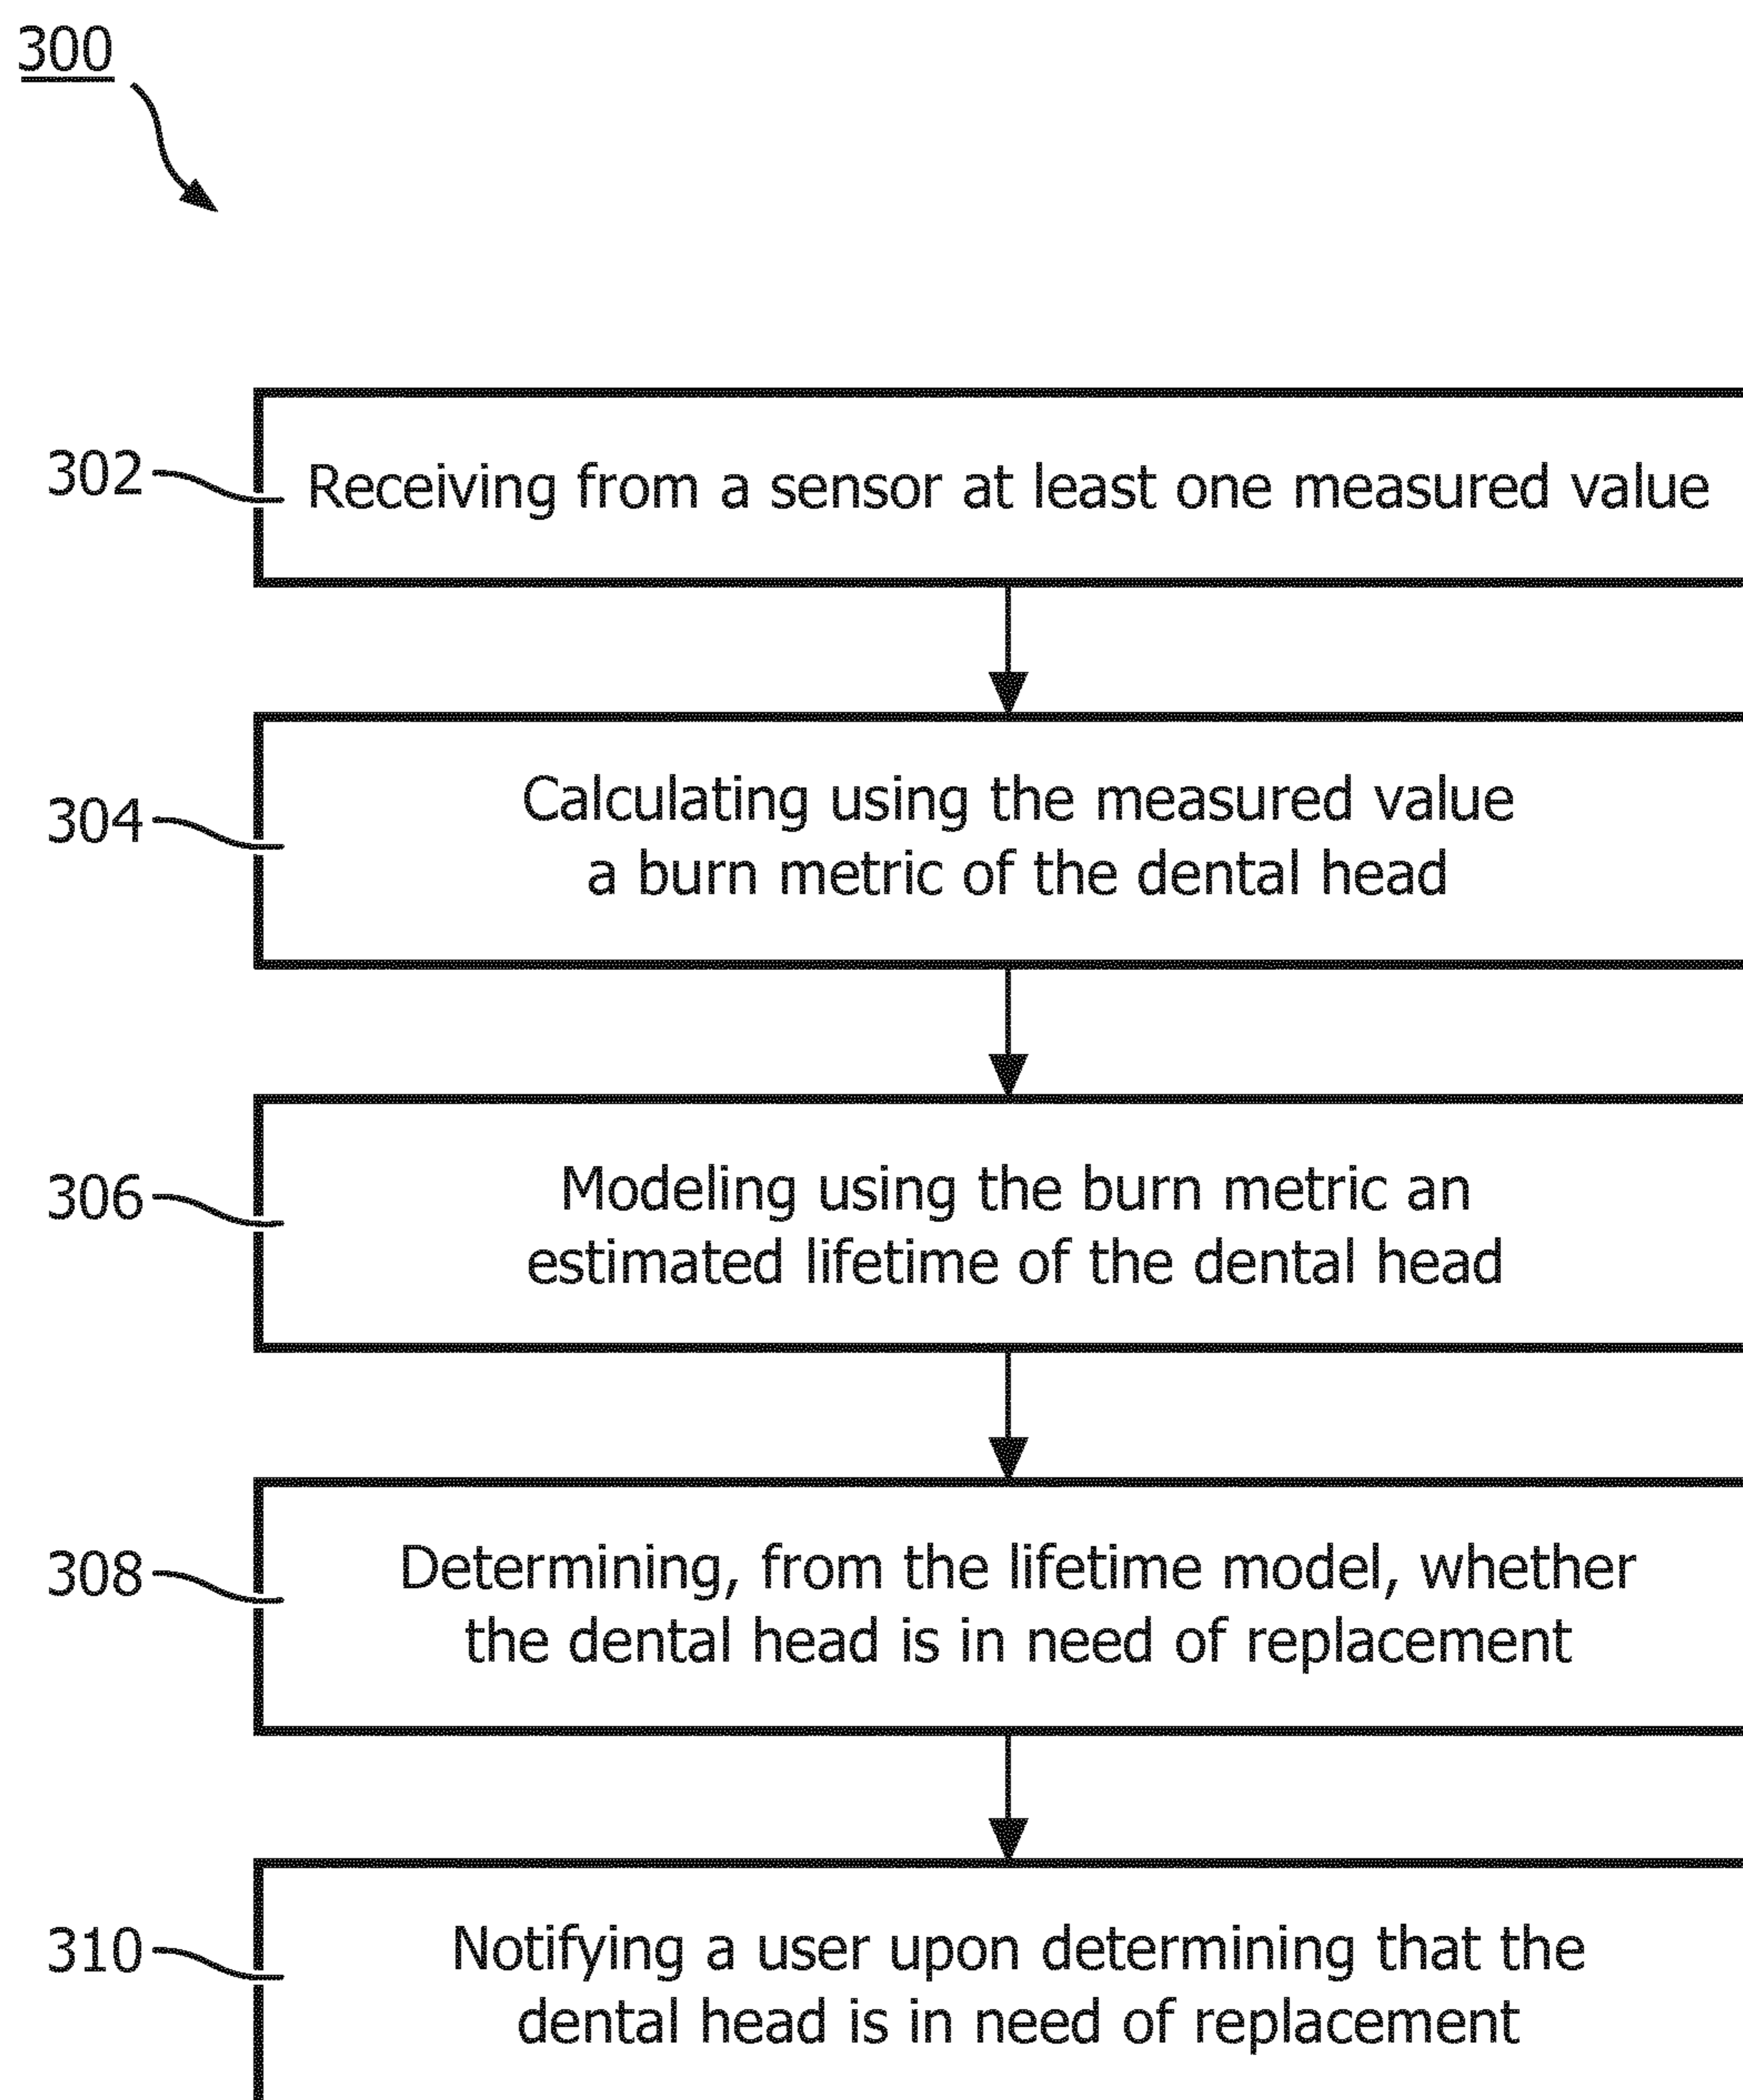 300
302
Receiving from a sensor at least one measured value
304
Calculating using the measured value
a burn metric of the dental head
306
Modeling using the burn metric an
estimated lifetime of the dental head
308
Determining, from the lifetime model, whether
the dental head is in need of replacement
310
Notifying a user upon determining that the
dental head is in need of replacement